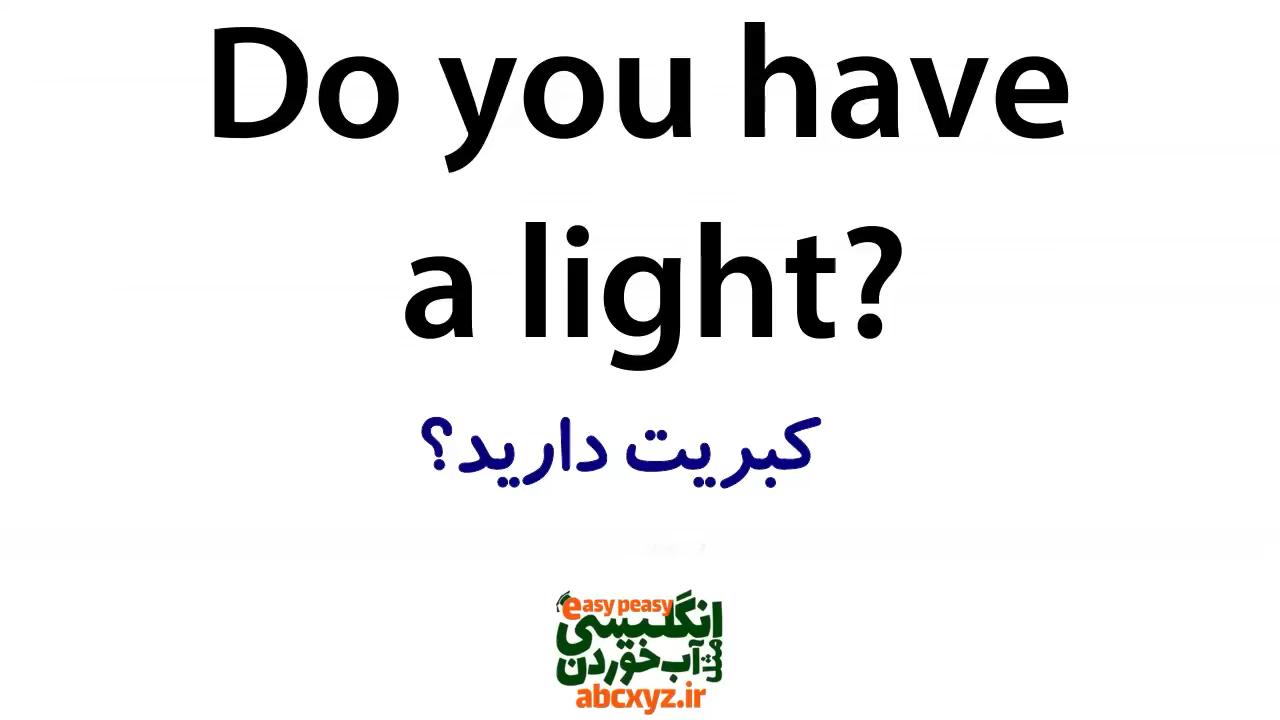 Do you have
a light?
کبریت دارید؟
easy peasy
انگلیسی
مثل آب خوردن
abcxyz.ir